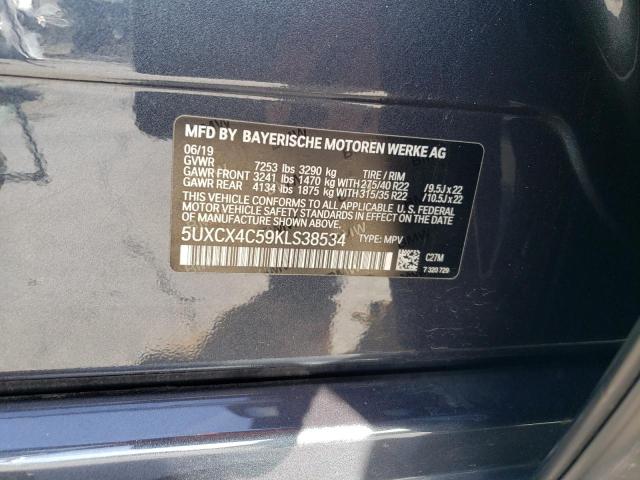 MFD BY BAYERISCHE MOTOREN WERKE AG
06/19
GVWR 7253 lbs 3290 kg TIRE / RIM
GAWR FRONT 3241 lbs 1470 kg WITH 275/40 R22 /9.5J x 22
GAWR REAR 4134 lbs 1875 kg WITH 315/35 R22 /10.5J x 22
THIS VEHICLE CONFORMS TO ALL APPLICABLE U. S. FEDERAL
MOTOR VEHICLE SAFETY STANDARDS IN EFFECT
ON THE DATE OF MANUFACTURE SHOWN ABOVE.
5UXCX4C59KLS38534 TYPE: MPV
C27M
7 320 729